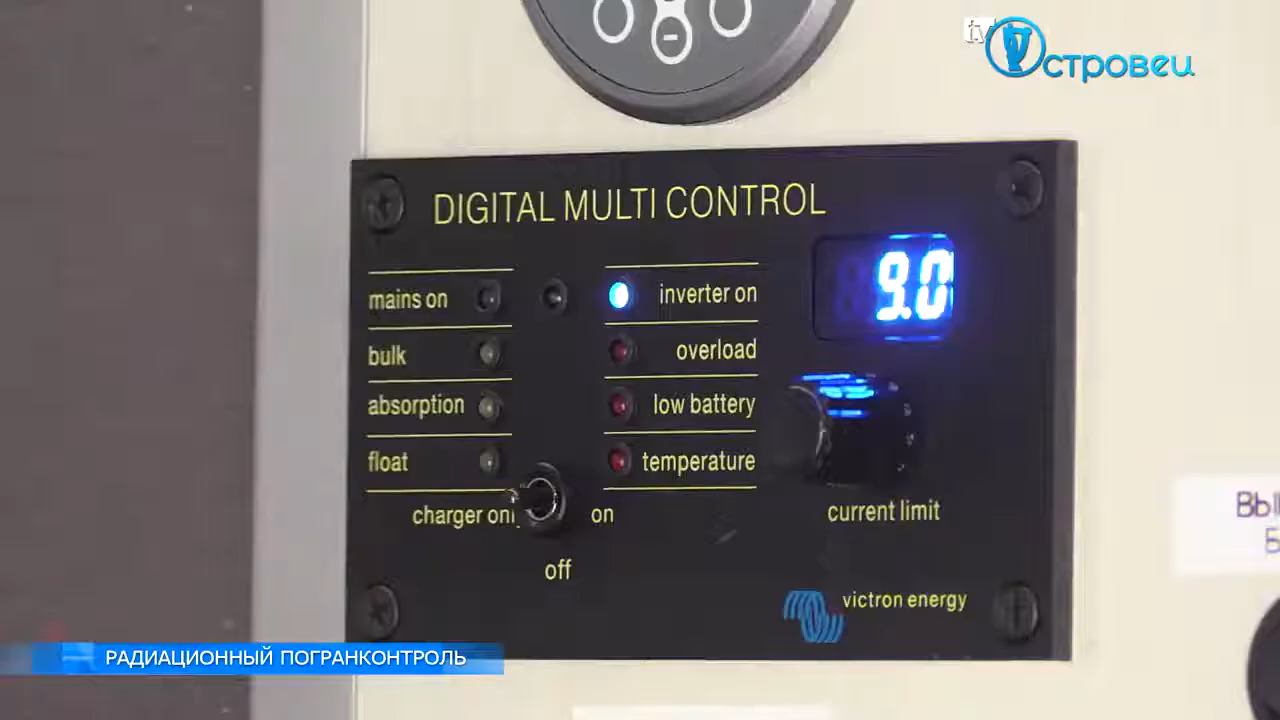 tv
Островец
DIGITAL MULTI CONTROL
9.0
mains on
inverter on
bulk
overload
absorption
low battery
float
temperature
charger only
on
current limit
off
victron energy
РАДИАЦИОННЫЙ ПОГРАНКОНТРОЛЬ